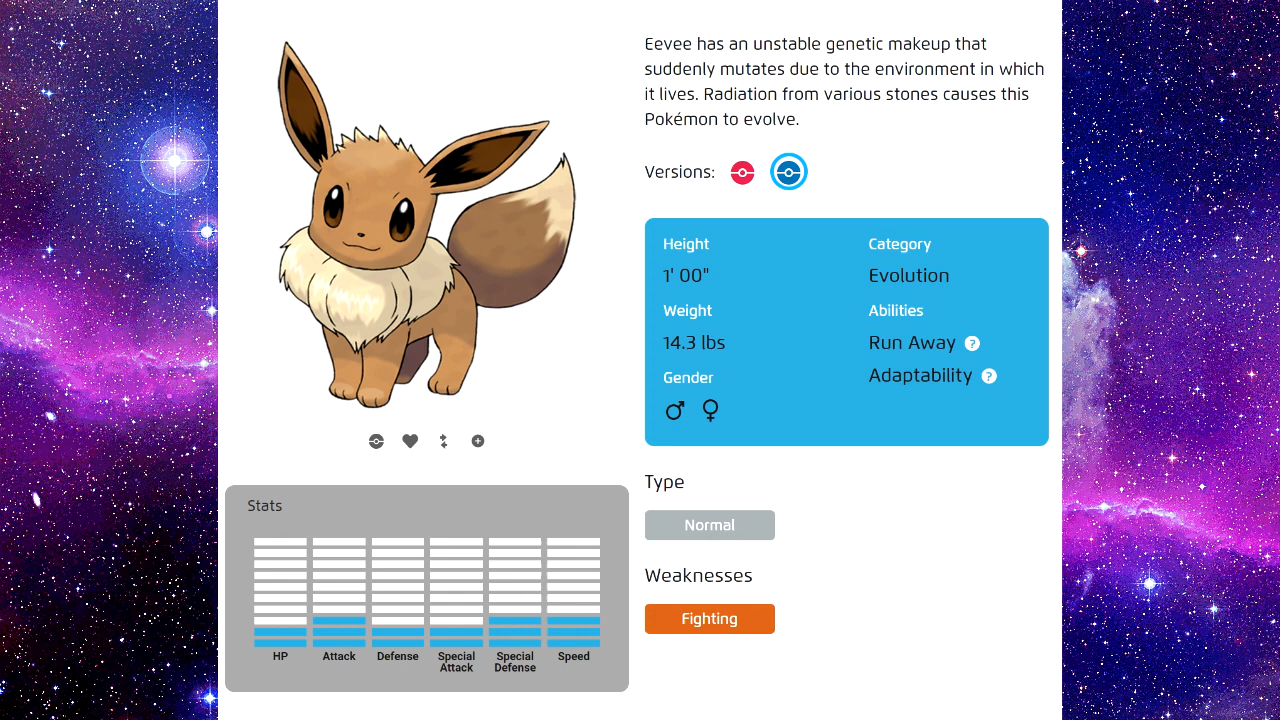 Eevee has an unstable genetic makeup that
suddenly mutates due to the environment in which
it lives. Radiation from various stones causes this
Pokémon to evolve.
Versions:
Height
1' 00"
Weight
14.3 lbs
Gender
Category
Evolution
Abilities
Run Away ?
Adaptability ?
Type
Normal
Weaknesses
Fighting
Stats
HP
Attack
Defense
Special
Attack
Special
Defense
Speed